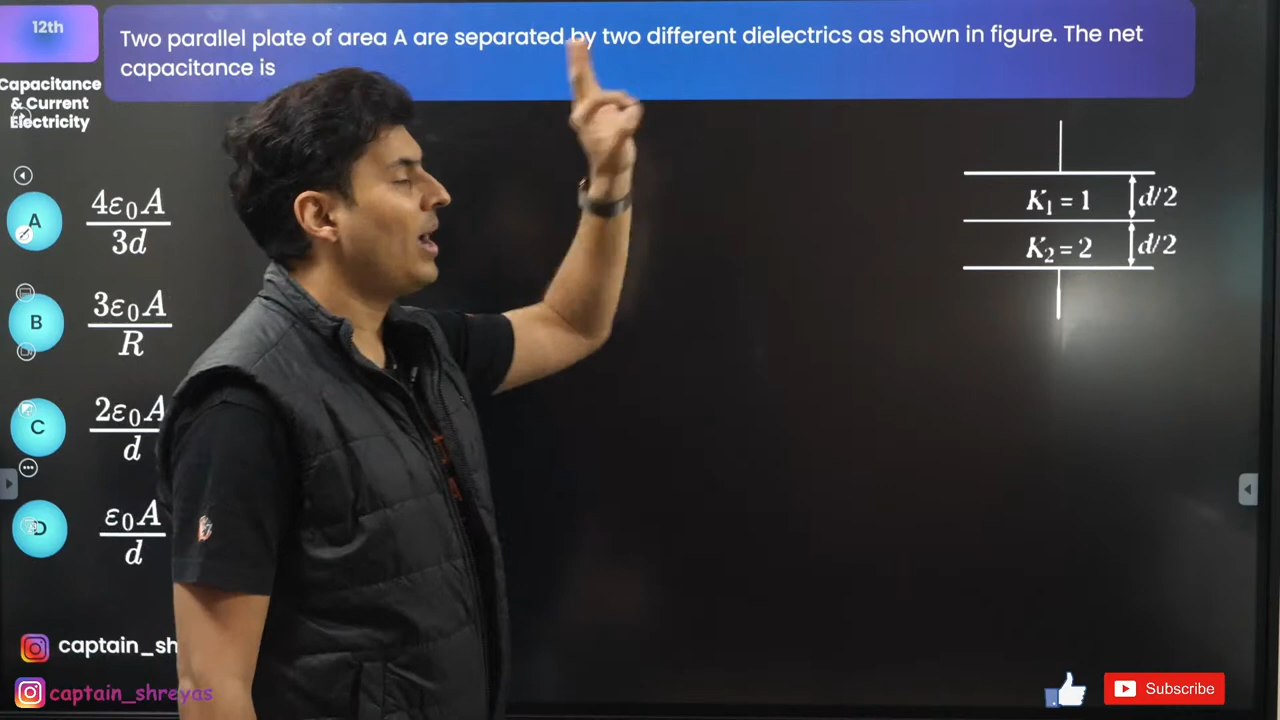 12th
Two parallel plate of area A are separated by two different dielectrics as shown in figure. The net
capacitance is
Capacitance
& Current
Electricity
A
4ε₀A
3d
B
3ε₀A
R
C
2ε₀A
d
D
ε₀A
d
K₁ = 1
d/2
K₂ = 2
d/2
captain_sh
captain_shreyas
Subscribe